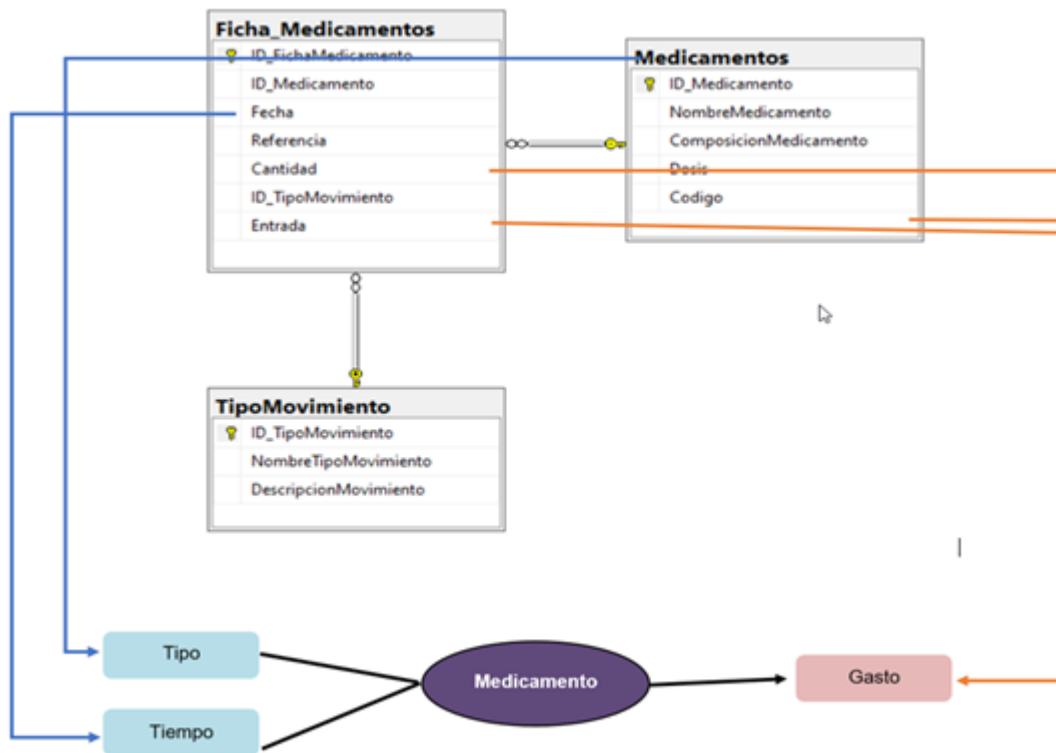 Ficha_Medicamentos
ID_FichaMedicamento
ID_Medicamento
Fecha
Referencia
Cantidad
ID_TipoMovimiento
Entrada
Medicamentos
ID_Medicamento
NombreMedicamento
ComposicionMedicamento
Dosis
Codigo
TipoMovimiento
ID_TipoMovimiento
NombreTipoMovimiento
DescripcionMovimiento
Tipo
Tiempo
Medicamento
Gasto